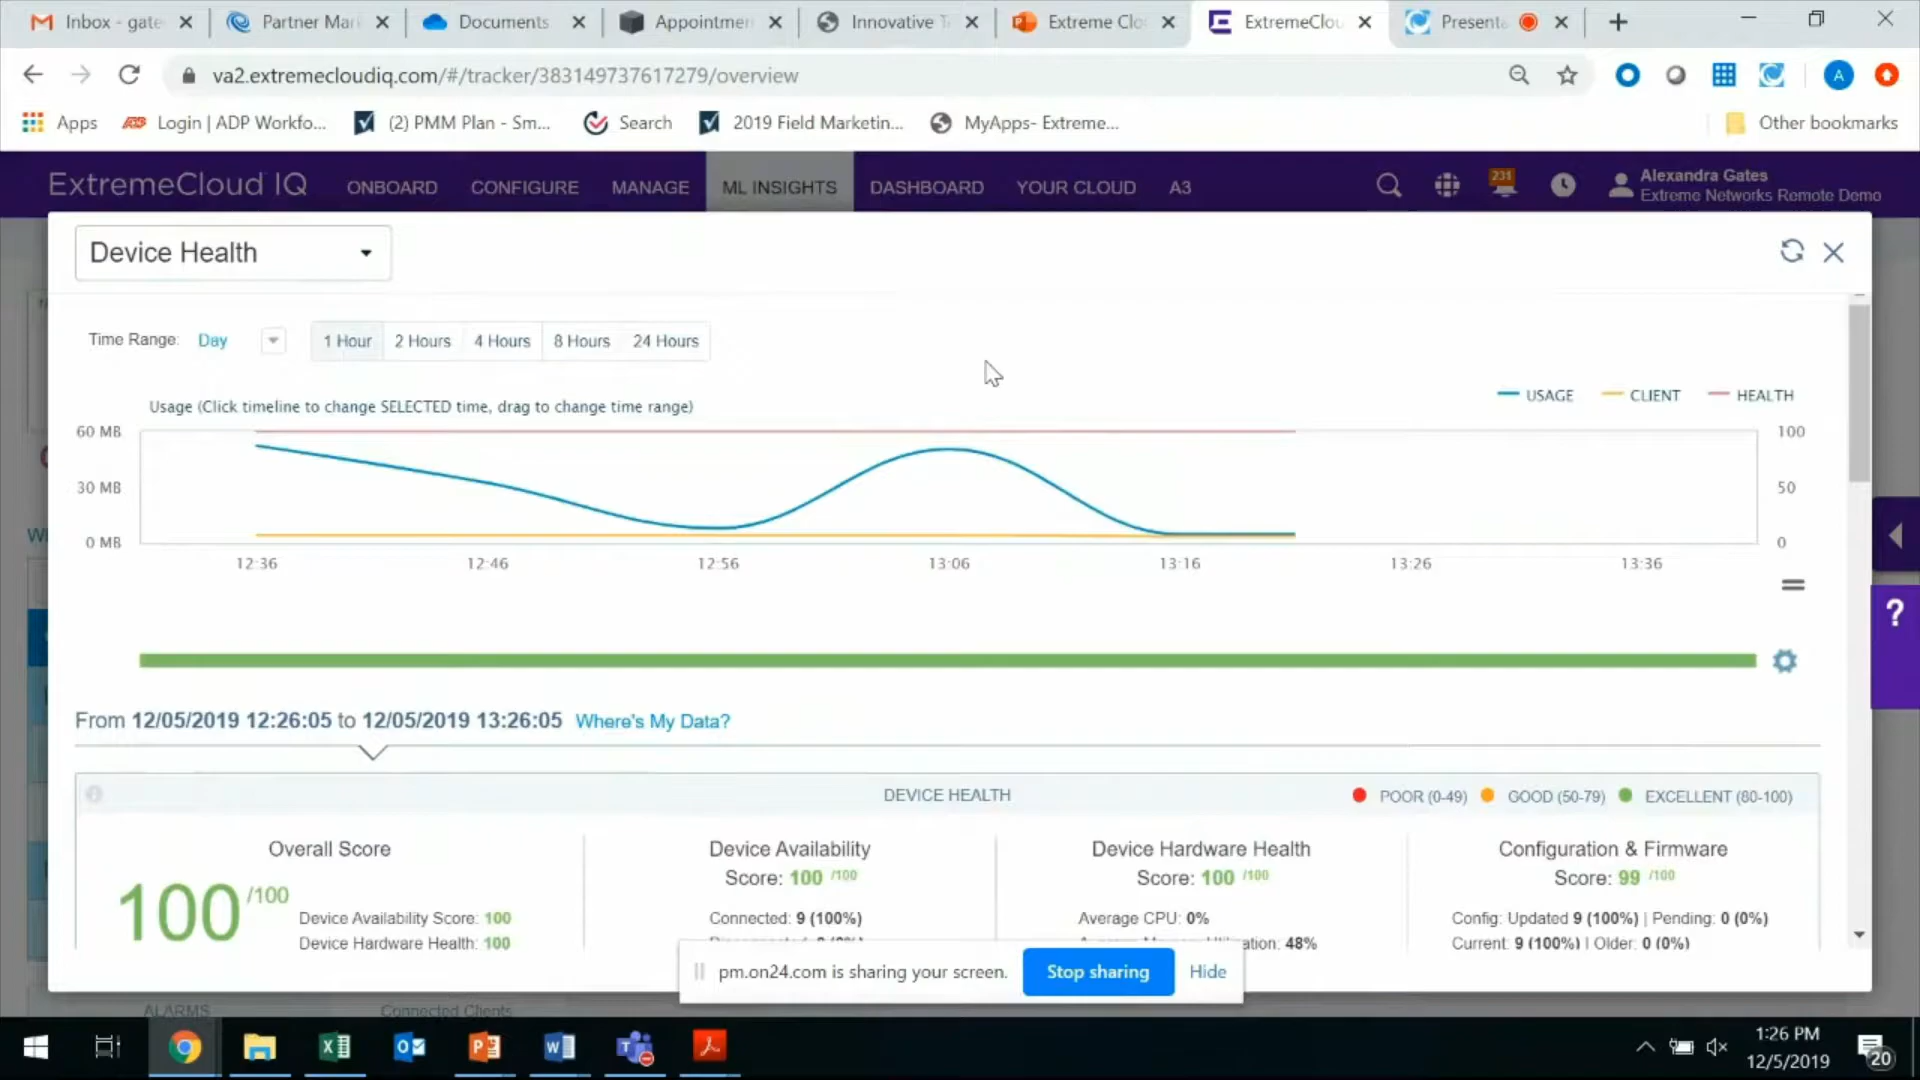 Inbox - gate
Partner Mar
Documents
Appointmen
Innovative T
Extreme Clo
ExtremeClou
Present
va2.extremecloudiq.com/#/tracker/383149737617279/overview
A
Apps
Login | ADP Workfo...
(2) PMM Plan - Sm...
Search
2019 Field Marketin...
MyApps- Extreme...
Other bookmarks
ExtremeCloud IQ
ONBOARD
CONFIGURE
MANAGE
ML INSIGHTS
DASHBOARD
YOUR CLOUD
A3
231
Alexandra Gates
Extreme Networks Remote Demo
Device Health
Time Range: Day
1 Hour
2 Hours
4 Hours
8 Hours
24 Hours
USAGE
CLIENT
HEALTH
Usage (Click timeline to change SELECTED time, drag to change time range)
60 MB
100
30 MB
50
0 MB
0
12:36
12:46
12:56
13:06
13:16
13:26
13:36
?
From 12/05/2019 12:26:05 to 12/05/2019 13:26:05 Where's My Data?
DEVICE HEALTH
POOR (0-49)
GOOD (50-79)
EXCELLENT (80-100)
Overall Score
100 /100
Device Availability Score: 100
Device Hardware Health: 100
Device Availability
Score: 100 /100
Connected: 9 (100%)
Device Hardware Health
Score: 100 /100
Average CPU: 0%
ation: 48%
Configuration & Firmware
Score: 99 /100
Config: Updated 9 (100%) | Pending: 0 (0%)
Current: 9 (100%) | Older: 0 (0%)
pm.on24.com is sharing your screen.
Stop sharing
Hide
ALARMS
Connected Clients
1:26 PM
12/5/2019
20